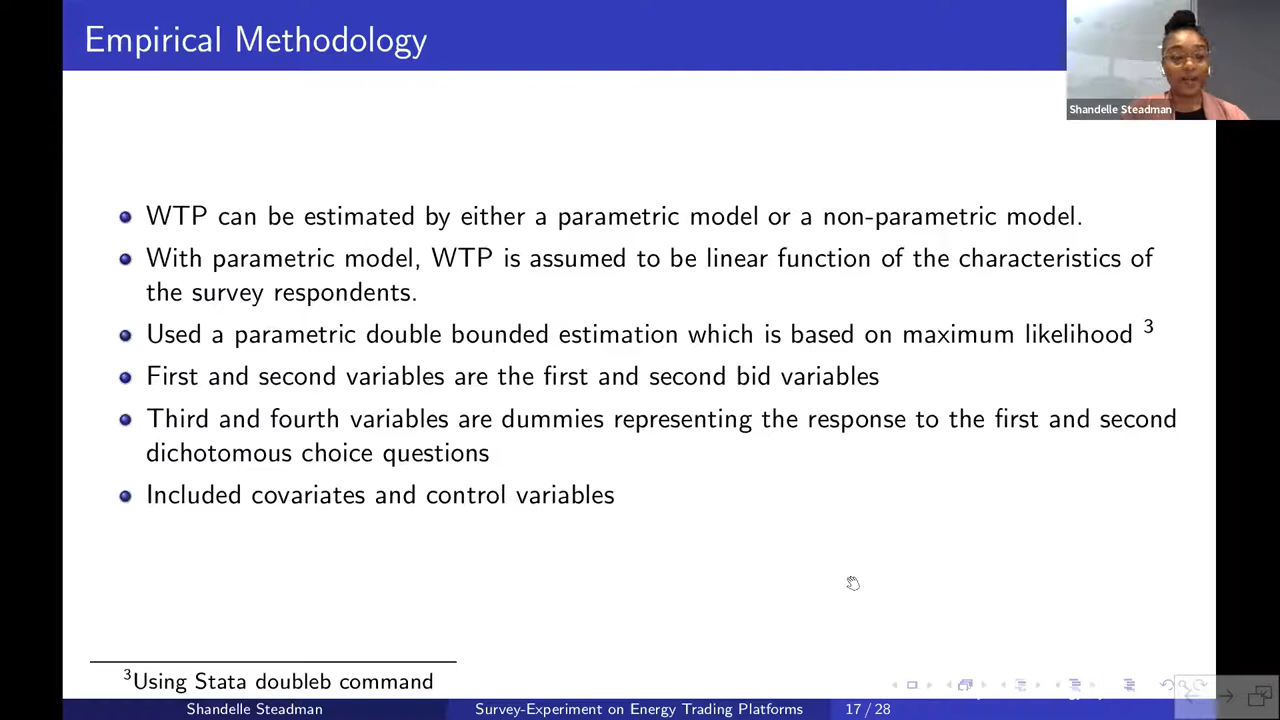 Empirical Methodology
Shandelle Steadman
WTP can be estimated by either a parametric model or a non-parametric model.
With parametric model, WTP is assumed to be linear function of the characteristics of
the survey respondents.
Used a parametric double bounded estimation which is based on maximum likelihood 3
First and second variables are the first and second bid variables
Third and fourth variables are dummies representing the response to the first and second
dichotomous choice questions
Included covariates and control variables
3Using Stata doubleb command
Shandelle Steadman Survey-Experiment on Energy Trading Platforms 17 / 28